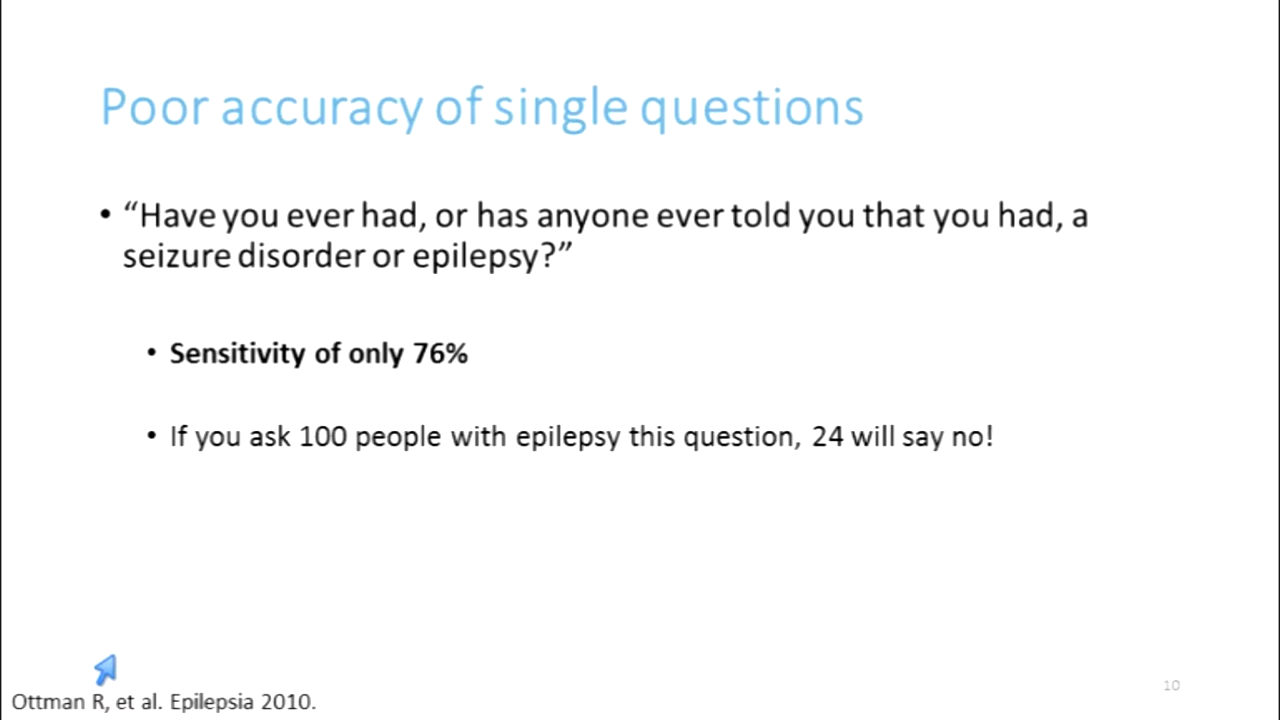 Poor accuracy of single questions
• “Have you ever had, or has anyone ever told you that you had, a
seizure disorder or epilepsy?”
• Sensitivity of only 76%
• If you ask 100 people with epilepsy this question, 24 will say no!
Ottman R, et al. Epilepsia 2010.
10